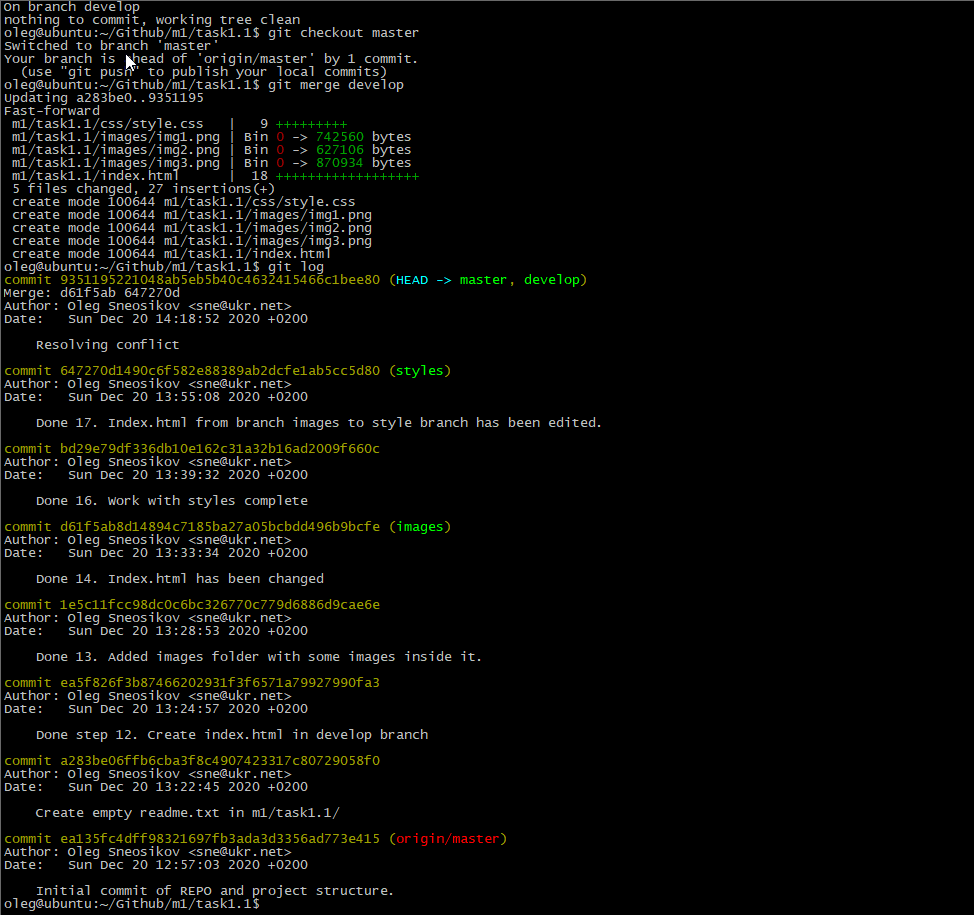 On branch develop
nothing to commit, working tree clean
oleg@ubuntu:~/Github/m1/task1.1$ git checkout master
Switched to branch 'master'
Your branch is ahead of 'origin/master' by 1 commit.
  (use "git push" to publish your local commits)
oleg@ubuntu:~/Github/m1/task1.1$ git merge develop
Updating a283be0..9351195
Fast-forward
 m1/task1.1/css/style.css   |   9 +++++++++
 m1/task1.1/images/img1.png | Bin 0 -> 742560 bytes
 m1/task1.1/images/img2.png | Bin 0 -> 627106 bytes
 m1/task1.1/images/img3.png | Bin 0 -> 870934 bytes
 m1/task1.1/index.html      |  18 ++++++++++++++++++
 5 files changed, 27 insertions(+)
 create mode 100644 m1/task1.1/css/style.css
 create mode 100644 m1/task1.1/images/img1.png
 create mode 100644 m1/task1.1/images/img2.png
 create mode 100644 m1/task1.1/images/img3.png
 create mode 100644 m1/task1.1/index.html
oleg@ubuntu:~/Github/m1/task1.1$ git log
commit 9351195221048ab5eb5b40c4632415466c1bee80 (HEAD -> master, develop)
Merge: d61f5ab 647270d
Author: Oleg Sneosikov <sne@ukr.net>
Date:   Sun Dec 20 14:18:52 2020 +0200

    Resolving conflict

commit 647270d1490c6f582e88389ab2dcfe1ab5cc5d80 (styles)
Author: Oleg Sneosikov <sne@ukr.net>
Date:   Sun Dec 20 13:55:08 2020 +0200

    Done 17. Index.html from branch images to style branch has been edited.

commit bd29e79df336db10e162c31a32b16ad2009f660c
Author: Oleg Sneosikov <sne@ukr.net>
Date:   Sun Dec 20 13:39:32 2020 +0200

    Done 16. Work with styles complete

commit d61f5ab8d14894c7185ba27a05bcbdd496b9bcfe (images)
Author: Oleg Sneosikov <sne@ukr.net>
Date:   Sun Dec 20 13:33:34 2020 +0200

    Done 14. Index.html has been changed

commit 1e5c11fcc98dc0c6bc326770c779d6886d9cae6e
Author: Oleg Sneosikov <sne@ukr.net>
Date:   Sun Dec 20 13:28:53 2020 +0200

    Done 13. Added images folder with some images inside it.

commit ea5f826f3b87466202931f3f6571a79927990fa3
Author: Oleg Sneosikov <sne@ukr.net>
Date:   Sun Dec 20 13:24:57 2020 +0200

    Done step 12. Create index.html in develop branch

commit a283be06ffb6cba3f8c4907423317c80729058f0
Author: Oleg Sneosikov <sne@ukr.net>
Date:   Sun Dec 20 13:22:45 2020 +0200

    Create empty readme.txt in m1/task1.1/

commit ea135fc4dff98321697fb3ada3d3356ad773e415 (origin/master)
Author: Oleg Sneosikov <sne@ukr.net>
Date:   Sun Dec 20 12:57:03 2020 +0200

    Initial commit of REPO and project structure.
oleg@ubuntu:~/Github/m1/task1.1$